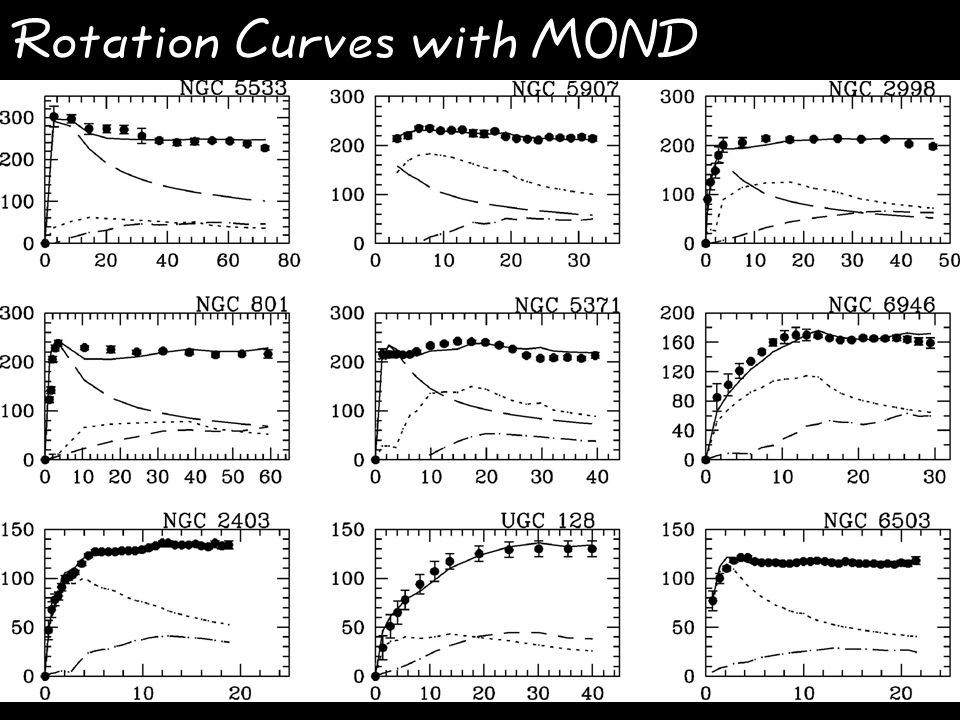 Rotation Curves with MOND
NGC 5533 NGC 5907 NGC 2998
300 300 300
200 200 200
100 100 100
0 0 0
0 20 40 60 80 0 10 20 30 0 10 20 30 40 50
NGC 801 NGC 5371 NGC 6946
300 300 200
160
200 200 120
100 100 80
40
0 0 0
0 10 20 30 40 50 60 0 10 20 30 40 0 10 20 30
NGC 2403 UGC 128 NGC 6503
150 150 150
100 100 100
50 50 50
0 0 0
0 10 20 0 10 20 30 40 0 10 20